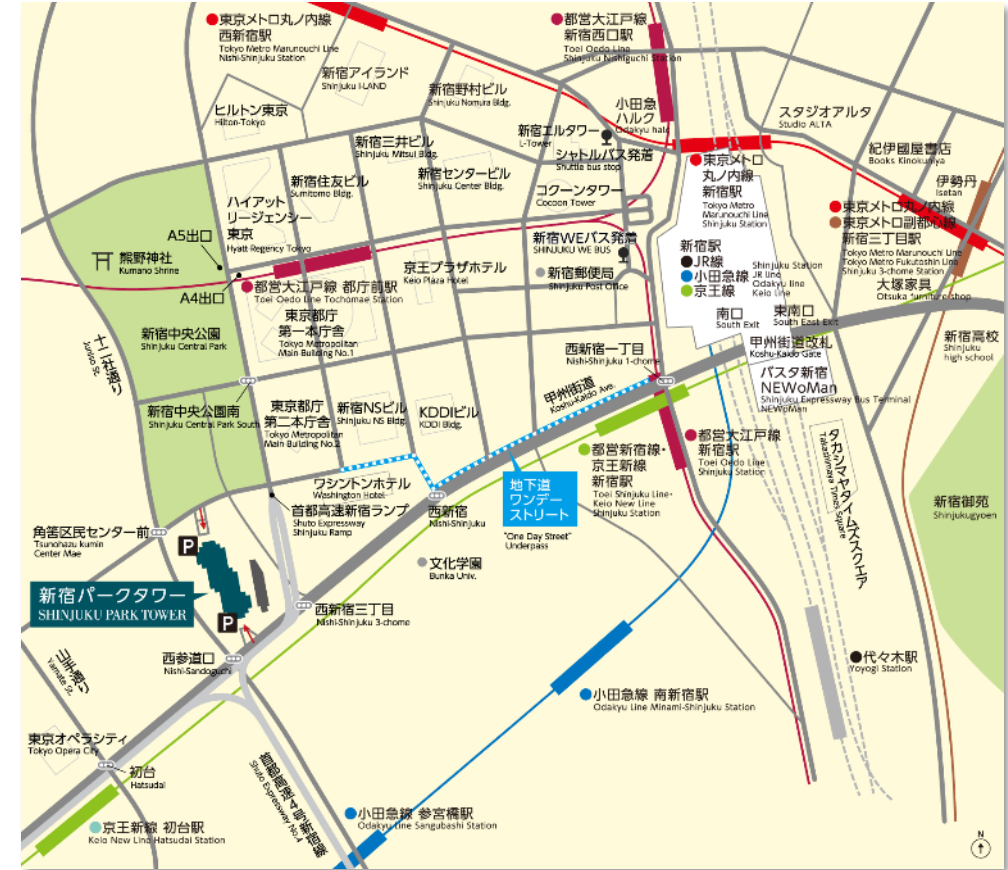 東京メトロ丸ノ内線
西新宿駅
Tokyo Metro Marunouchi Line
Nishi-Shinjuku Station
都営大江戸線
新宿西口駅
Toei Oedo Line
Shinjuku Nishiguchi Station
新宿アイランド
Shinjuku I-LAND
新宿野村ビル
Shinjuku Nomura Bldg.
ヒルトン東京
Hilton-Tokyo
小田急
ハルク
Odakyu halc
スタジオアルタ
Studio ALTA
新宿エルタワー
L-Tower
シャトルバス発着
Shuttle bus stop
新宿三井ビル
Shinjuku Mitsui Bldg.
紀伊國屋書店
Books Kinokuniya
伊勢丹
Isetan
東京メトロ
丸ノ内線
新宿駅
Tokyo Metro
Marunouchi Line
Shinjuku Station
新宿住友ビル
Sumitomo Bldg.
新宿センタービル
Shinjuku Center Bldg.
コクーンタワー
Cocoon Tower
ハイアット
リージェンシー
東京
Hyatt Regency Tokyo
東京メトロ丸ノ内線
東京メトロ副都心線
新宿三丁目駅
Tokyo Metro Marunouchi Line
Tokyo Metro Fukutoshin Line
Shinjuku 3-chome Station
A5出口
熊野神社
Kumano Shrine
A4出口
新宿WEバス発着
SHINJUKU WE BUS
新宿駅
JR線
小田急線
京王線
Shinjuku Station
JR line
Odakyu line
Keio line
京王プラザホテル
Keio Plaza Hotel
新宿郵便局
Shinjuku Post Office
都営大江戸線 都庁前駅
Toei Oedo Line Tochomae Station
大塚家具
Otsuka furniture shop
東京都庁
第一本庁舎
Tokyo Metropolitan
Main Building No.1
南口
South Exit
東南口
South East Exit
新宿中央公園
Shinjuku Central Park
十二社通り
Juniso St.
西新宿一丁目
Nishi-Shinjuku 1-chome
甲州街道改札
Koshu-Kaido Gate
新宿高校
Shinjuku
high school
バスタ新宿
NEWoMan
Shinjuku Expressway Bus Terminal
NEWoMan
甲州街道
Koshu-Kaido Ave.
新宿中央公園南
Shinjuku Central Park South
東京都庁
第二本庁舎
Tokyo Metropolitan
Main Building No.2
新宿NSビル
Shinjuku NS Bldg.
KDDIビル
KDDI Bldg.
都営新宿線・
京王新線
新宿駅
Toei Shinjuku Line・
Keio New Line
Shinjuku Station
都営大江戸線
新宿駅
Toei Oedo Line
Shinjuku Station
タカシマヤタイムズスクエア
Takashimaya Times Square
ワシントンホテル
Washington Hotel
地下道
ワンデー
ストリート
"One Day Street"
Underpass
新宿御苑
Shinjukugyoen
首都高速新宿ランプ
Shuto Expressway
Shinjuku Ramp
西新宿
Nishi-Shinjuku
角筈区民センター前
Tsunohazu kumin
Center Mae
P
文化学園
Bunka Univ.
新宿パークタワー
SHINJUKU PARK TOWER
P
西新宿三丁目
Nishi-Shinjuku 3-chome
西参道口
Nishi-Sandoguchi
山手通り
Yamate St.
代々木駅
Yoyogi Station
小田急線 南新宿駅
Odakyu Line Minami-Shinjuku Station
東京オペラシティ
Tokyo Opera City
初台
Hatsudai
首都高速4号新宿線
Shuto Expressway No.4
小田急線 参宮橋駅
Odakyu Line Sangubashi Station
京王新線 初台駅
Keio New Line Hatsudai Station
N